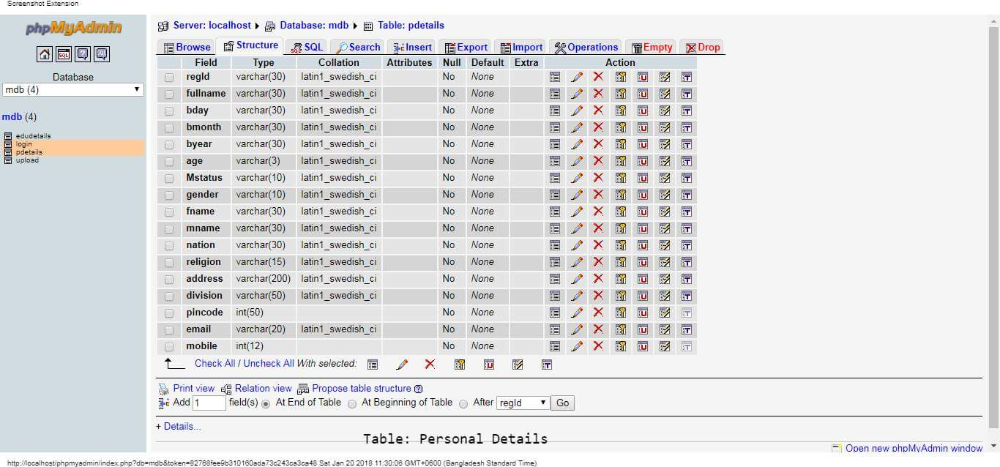 Screenshot Extension
phpMyAdmin
Database
mdb (4)
mdb (4)
edudetails
login
pdetails
upload
Server: localhost Database: mdb Table: pdetails
Browse Structure SQL Search Insert Export Import Operations Empty Drop
Field Type Collation Attributes Null Default Extra Action
regId varchar(30) latin1_swedish_ci No None
fullname varchar(30) latin1_swedish_ci No None
bday varchar(30) latin1_swedish_ci No None
bmonth varchar(30) latin1_swedish_ci No None
byear varchar(30) latin1_swedish_ci No None
age varchar(3) latin1_swedish_ci No None
Mstatus varchar(10) latin1_swedish_ci No None
gender varchar(10) latin1_swedish_ci No None
fname varchar(30) latin1_swedish_ci No None
mname varchar(30) latin1_swedish_ci No None
nation varchar(30) latin1_swedish_ci No None
religion varchar(15) latin1_swedish_ci No None
address varchar(200) latin1_swedish_ci No None
division varchar(50) latin1_swedish_ci No None
pincode int(50) No None
email varchar(20) latin1_swedish_ci No None
mobile int(12) No None
Check All / Uncheck All With selected:
Print view Relation view Propose table structure
Add 1 field(s) At End of Table At Beginning of Table After regId Go
+ Details...
Table: Personal Details
Open new phpMyAdmin window
http://localhost/phpmyadmin/index.php?db=mdb&token=82768fee9b310160ada73c243ca3ca48 Sat Jan 20 2018 11:30:06 GMT+0600 (Bangladesh Standard Time)